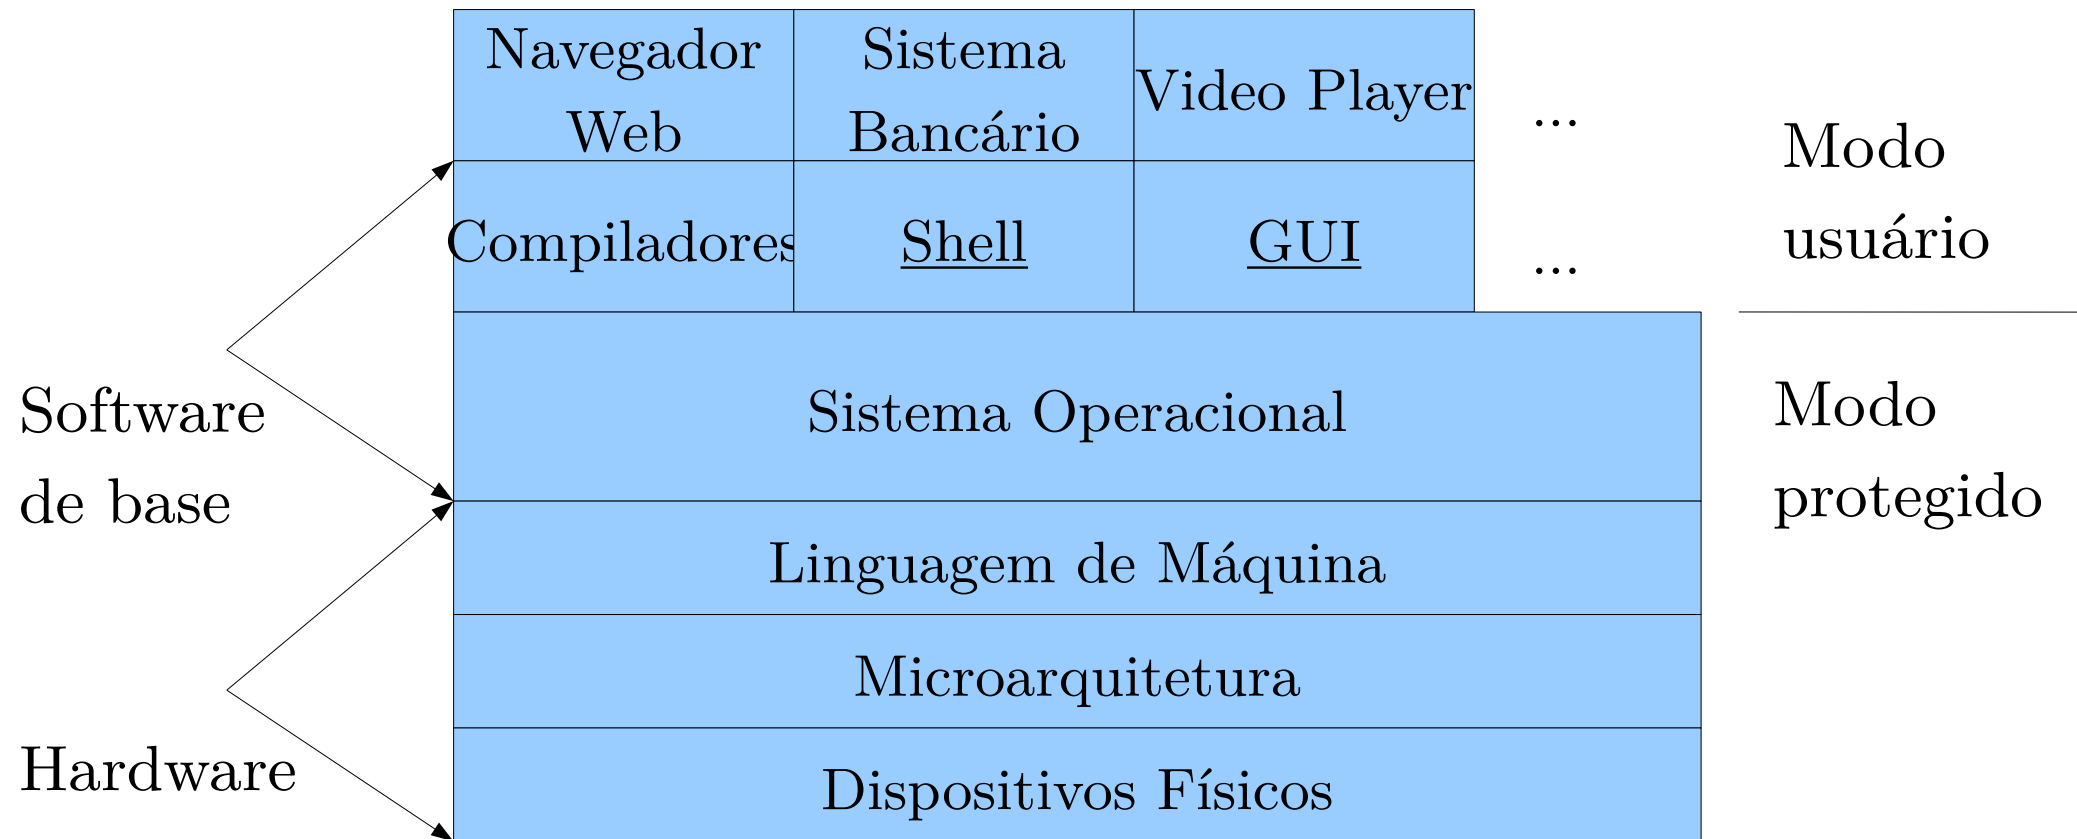 Navegador
Web
Sistema
Bancário
Video Player
...
Modo
usuário
Compiladores
Shell
GUI
...
Software
de base
Sistema Operacional
Modo
protegido
Linguagem de Máquina
Microarquitetura
Hardware
Dispositivos Físicos